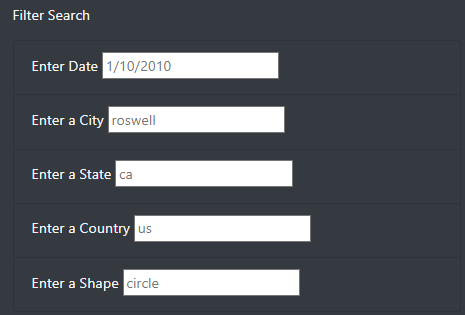 Filter Search
Enter Date 1/10/2010
Enter a City roswell
Enter a State ca
Enter a Country us
Enter a Shape circle